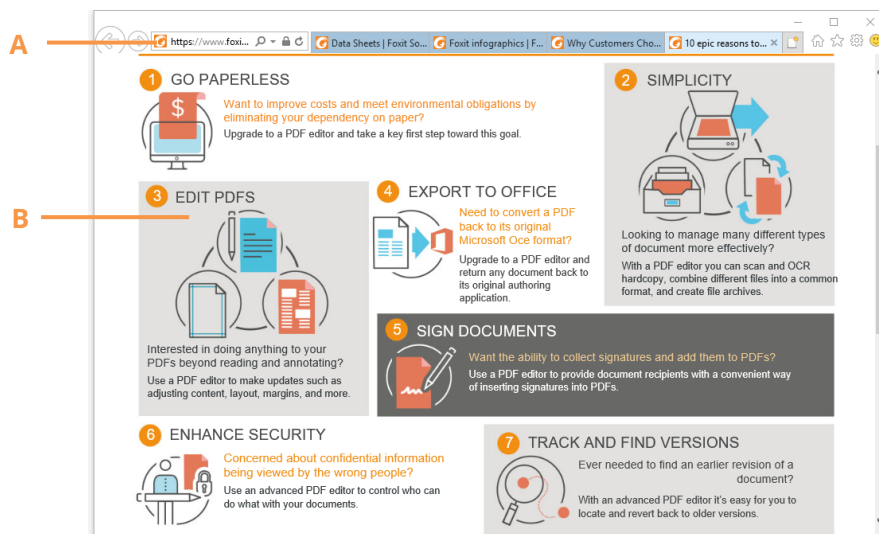 A
https://www.foxi...
Data Sheets | Foxit So...
Foxit infographics | F...
Why Customers Cho...
10 epic reasons to...
1 GO PAPERLESS
Want to improve costs and meet environmental obligations by
eliminating your dependency on paper?
Upgrade to a PDF editor and take a key first step toward this goal.
$
2 SIMPLICITY
Looking to manage many different types
of document more effectively?
With a PDF editor you can scan and OCR
hardcopy, combine different files into a common
format, and create file archives.
B
3 EDIT PDFS
Interested in doing anything to your
PDFs beyond reading and annotating?
Use a PDF editor to make updates such as
adjusting content, layout, margins, and more.
4 EXPORT TO OFFICE
Need to convert a PDF
back to its original
Microsoft Oce format?
Upgrade to a PDF editor and
return any document back to
its original authoring
application.
5 SIGN DOCUMENTS
Want the ability to collect signatures and add them to PDFs?
Use a PDF editor to provide document recipients with a convenient way
of inserting signatures into PDFs.
6 ENHANCE SECURITY
Concerned about confidential information
being viewed by the wrong people?
Use an advanced PDF editor to control who can
do what with your documents.
7 TRACK AND FIND VERSIONS
Ever needed to find an earlier revision of a
document?
With an advanced PDF editor it's easy for you to
locate and revert back to older versions.